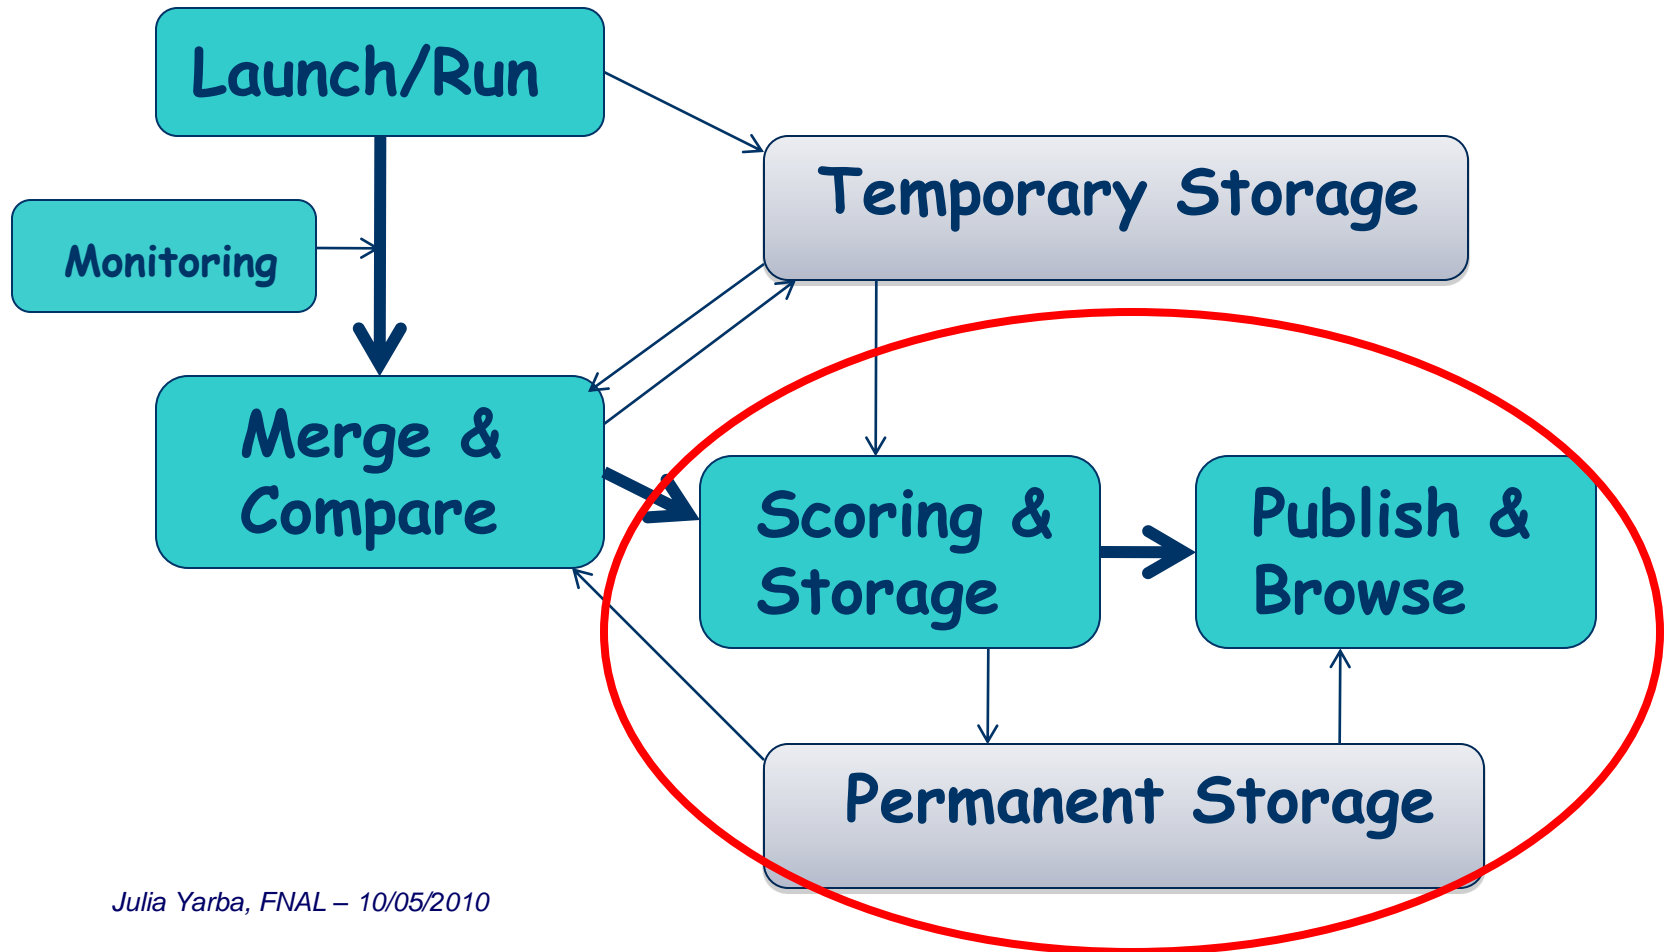 Launch/Run
Temporary Storage
Monitoring
Merge &
Compare
Scoring &
Storage
Publish &
Browse
Permanent Storage
Julia Yarba, FNAL – 10/05/2010